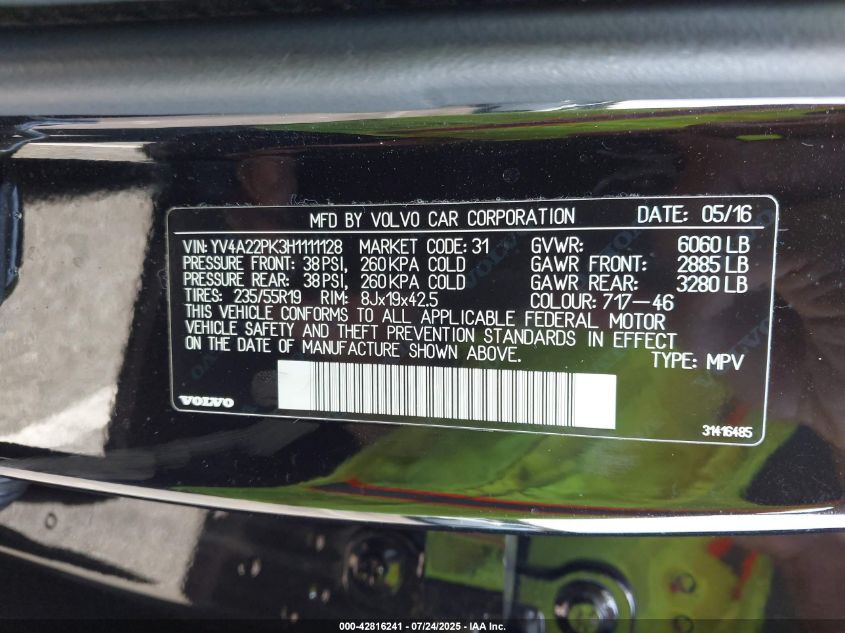 MFD BY VOLVO CAR CORPORATION DATE: 05/16
VIN: YV4A22PK3H1111128 MARKET CODE: 31 GVWR: 6060 LB
PRESSURE FRONT: 38 PSI, 260 KPA COLD GAWR FRONT: 2885 LB
PRESSURE REAR: 38 PSI, 260 KPA COLD GAWR REAR: 3280 LB
TIRES: 235/55R19 RIM: 8Jx19x42.5 COLOUR: 717-46
THIS VEHICLE CONFORMS TO ALL APPLICABLE FEDERAL MOTOR
VEHICLE SAFETY AND THEFT PREVENTION STANDARDS IN EFFECT
ON THE DATE OF MANUFACTURE SHOWN ABOVE. TYPE: MPV
VOLVO 31416485
000-42816241 - 07/24/2025 - IAA Inc.